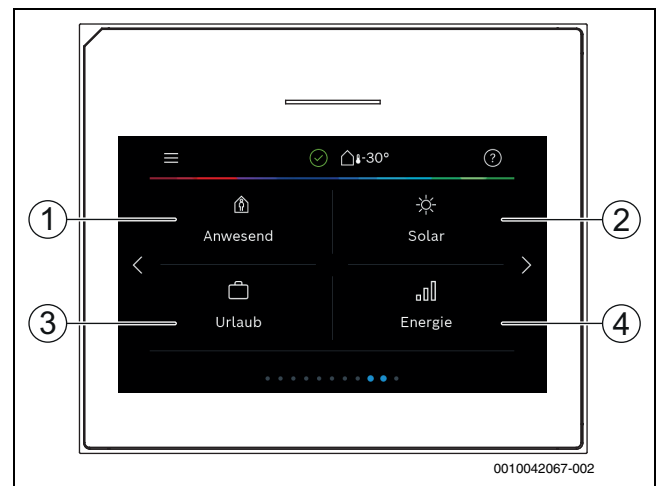 -30°
?
1
Anwesend
Solar
2
3
Urlaub
Energie
4
0010042067-002